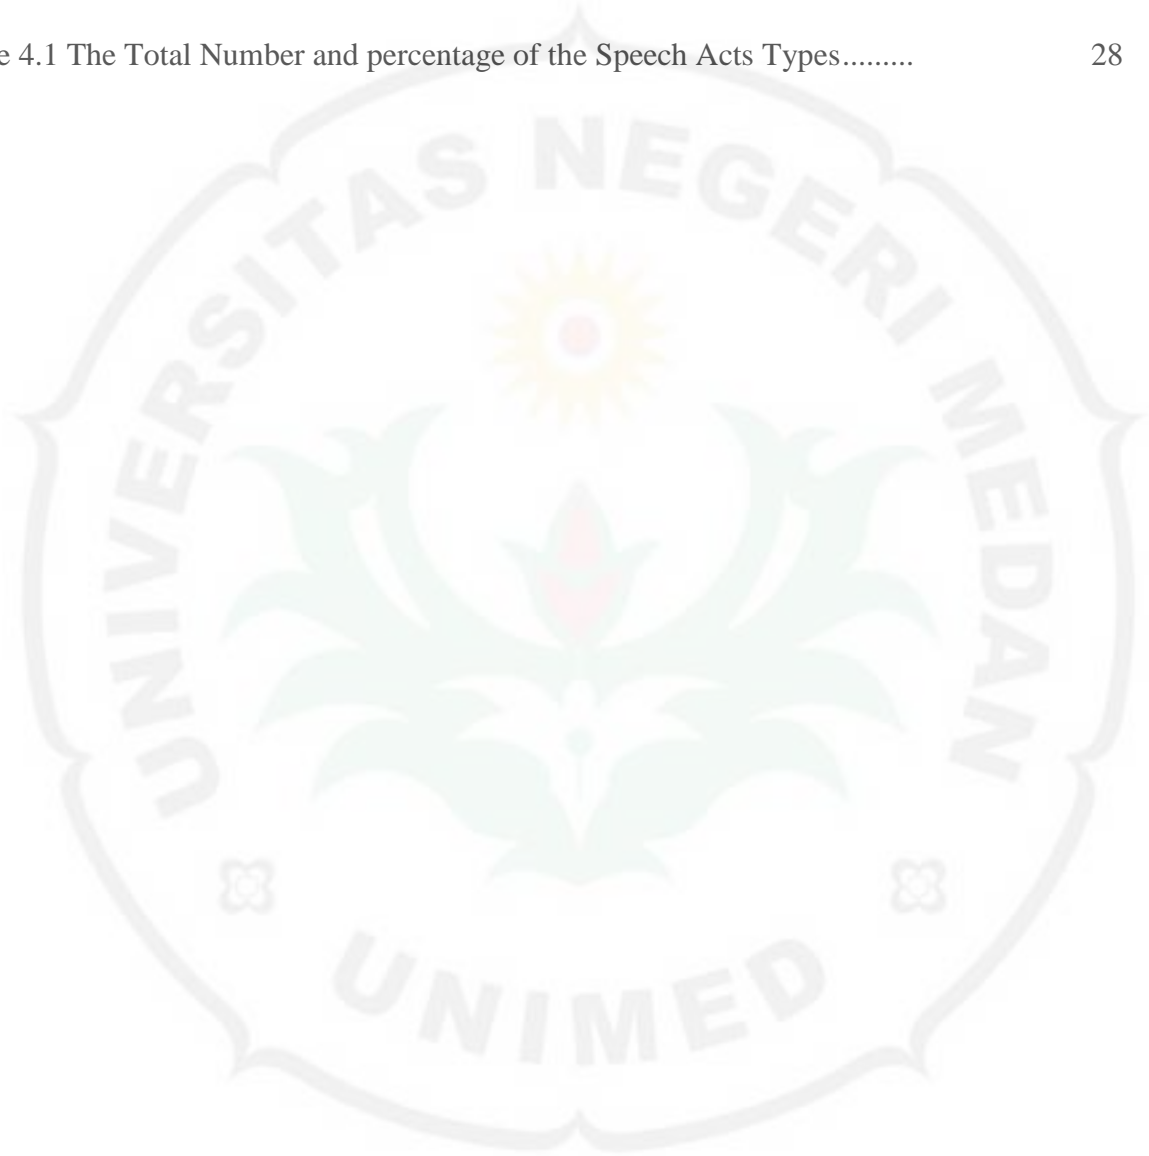 e 4.1 The Total Number and percentage of the Speech Acts Types......... 28
UNIVERSITAS NEGERI MEDAN
UNIMED